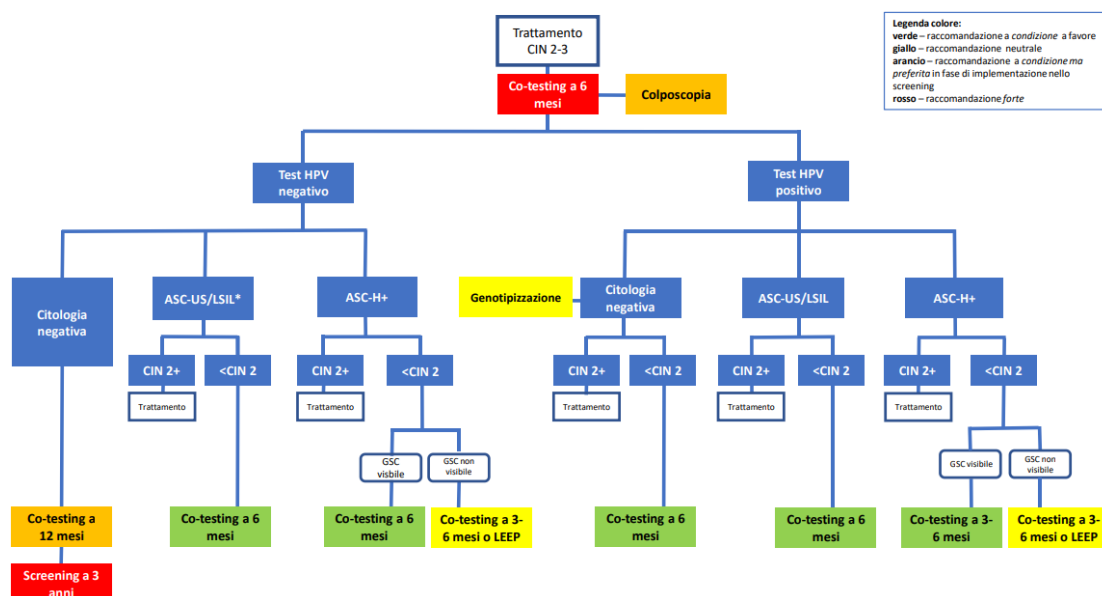 Trattamento
CIN 2-3
Legenda colore:
verde – raccomandazione a condizione a favore
giallo – raccomandazione neutrale
arancio – raccomandazione a condizione ma
preferita in fase di implementazione nello
screening
rosso – raccomandazione forte
Co-testing a 6
mesi
Colposcopia
Test HPV
negativo
Test HPV
positivo
Citologia
negativa
ASC-US/LSIL*
ASC-H+
Genotipizzazione
Citologia
negativa
ASC-US/LSIL
ASC-H+
CIN 2+
<CIN 2
CIN 2+
<CIN 2
CIN 2+
<CIN 2
CIN 2+
<CIN 2
CIN 2+
<CIN 2
Trattamento
Trattamento
Trattamento
Trattamento
Trattamento
GSC
visbile
GSC non
visibile
GSC visibile
GSC non
visibile
Co-testing a
12 mesi
Co-testing a 6
mesi
Co-testing a 6
mesi
Co-testing a 3-
6 mesi o LEEP
Co-testing a 6
mesi
Co-testing a 6
mesi
Co-testing a 3-
6 mesi
Co-testing a 3-
6 mesi o LEEP
Screening a 3
anni